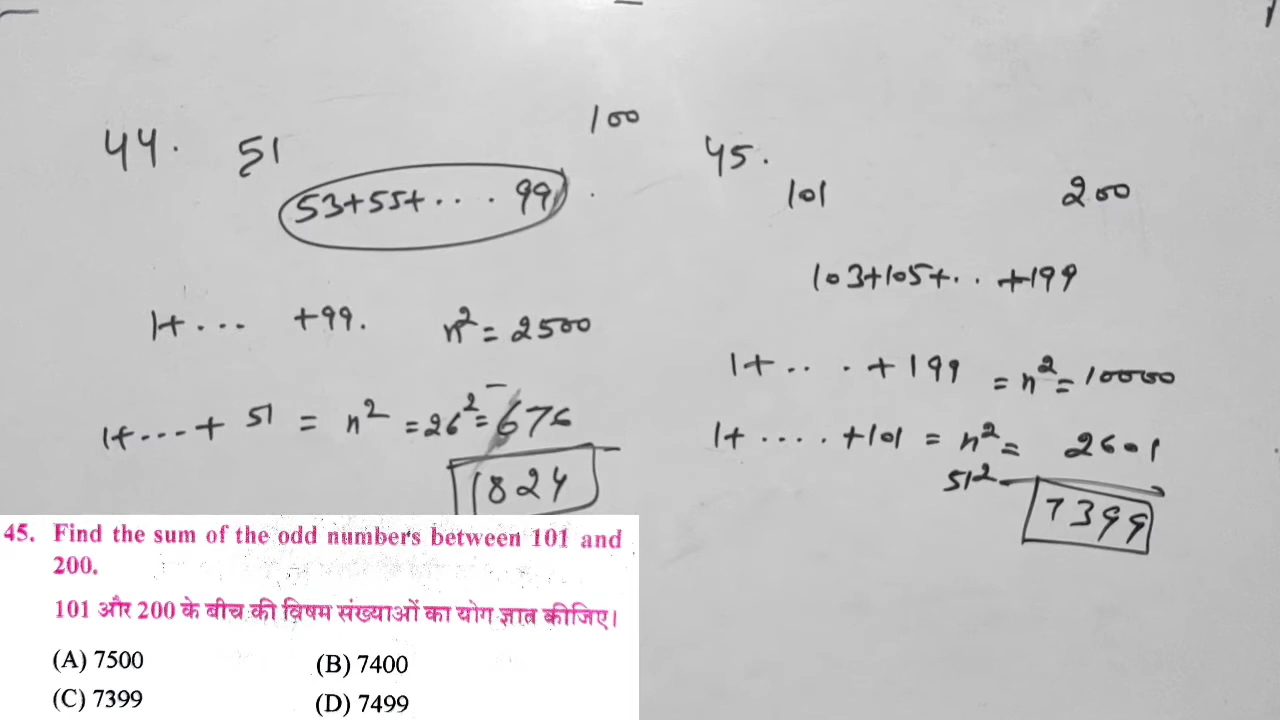 44. 51 100
53+55+.... 99
1+... +99. n²=2500
1+...+ 51 = n² =26²= 676
1824
45.
101 200
103+105+.. +199
1+.. .+199 =n²=10000
1+....+101 = n²= 2601
51²
7399
45. Find the sum of the odd numbers between 101 and
200.
101 और 200 के बीच की विषम संख्याओं का योग ज्ञात कीजिए।
(A) 7500 (B) 7400
(C) 7399 (D) 7499